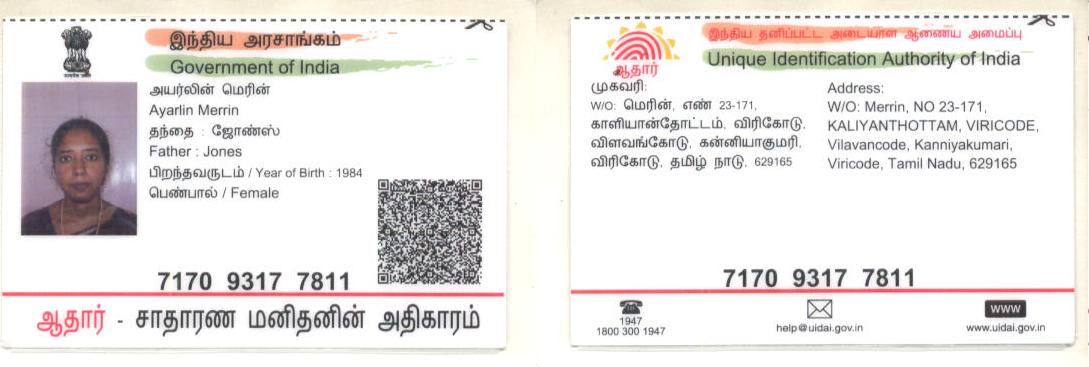 இந்திய அரசாங்கம்
Government of India
அயர்லின் மெரின்
Ayarlin Merrin
தந்தை : ஜோண்ஸ்
Father : Jones
பிறந்தவருடம் / Year of Birth : 1984
பெண்பால் / Female
7170 9317 7811
ஆதார் - சாதாரண மனிதனின் அதிகாரம்
இந்திய தனிப்பட்ட அடையாள ஆணைய அமைப்பு
Unique Identification Authority of India
ஆதார்
முகவரி:
W/O: மெரின், எண் 23-171,
காளியான்தோட்டம், விரிகோடு,
விளவங்கோடு, கன்னியாகுமரி,
விரிகோடு, தமிழ் நாடு, 629165
Address:
W/O: Merrin, NO 23-171,
KALIYANTHOTTAM, VIRICODE,
Vilavancode, Kanniyakumari,
Viricode, Tamil Nadu, 629165
7170 9317 7811
1947
1800 300 1947
help@uidai.gov.in
www
www.uidai.gov.in